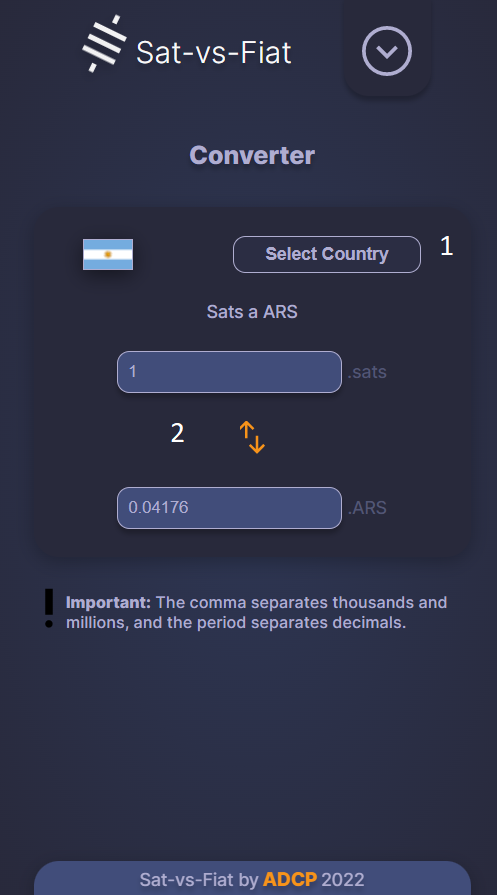 Sat-vs-Fiat
Converter
Select Country 1
Sats a ARS
1 .sats
2
0.04176 .ARS
Important: The comma separates thousands and
millions, and the period separates decimals.
Sat-vs-Fiat by ADCP 2022